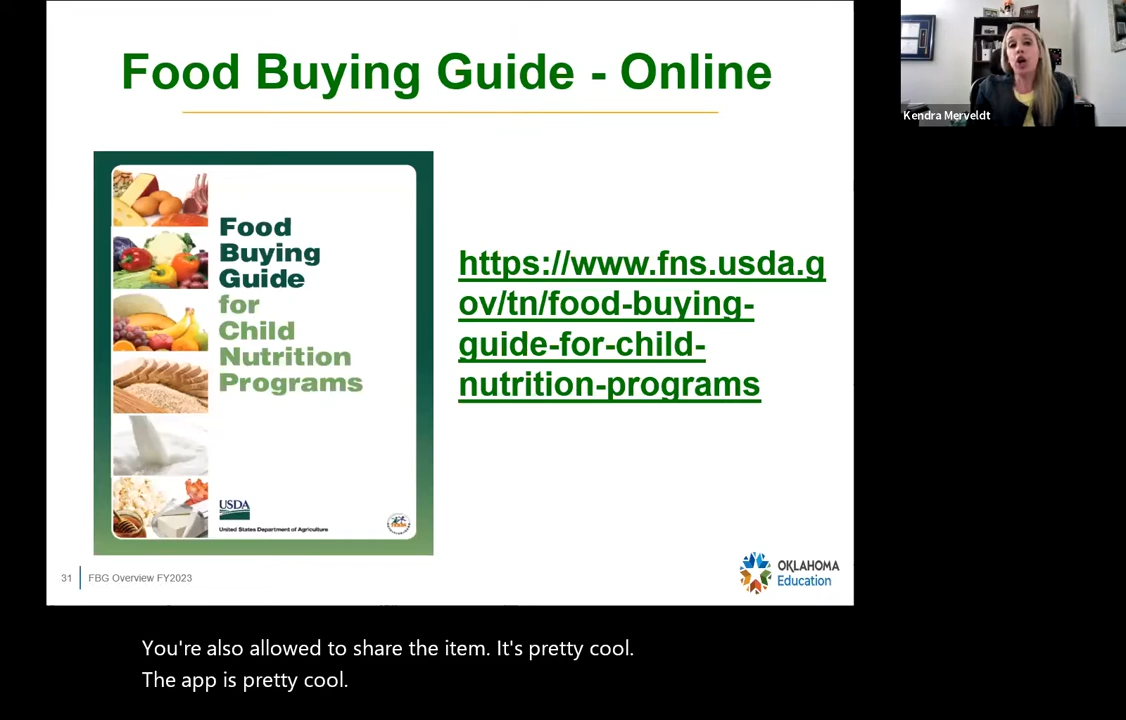 Food Buying Guide - Online
Kendra Merveldt
Food
Buying
Guide
for
Child
Nutrition
Programs
https://www.fns.usda.g
ov/tn/food-buying-
guide-for-child-
nutrition-programs
USDA
United States Department of Agriculture
31
FBG Overview FY2023
OKLAHOMA
Education
You're also allowed to share the item. It's pretty cool.
The app is pretty cool.